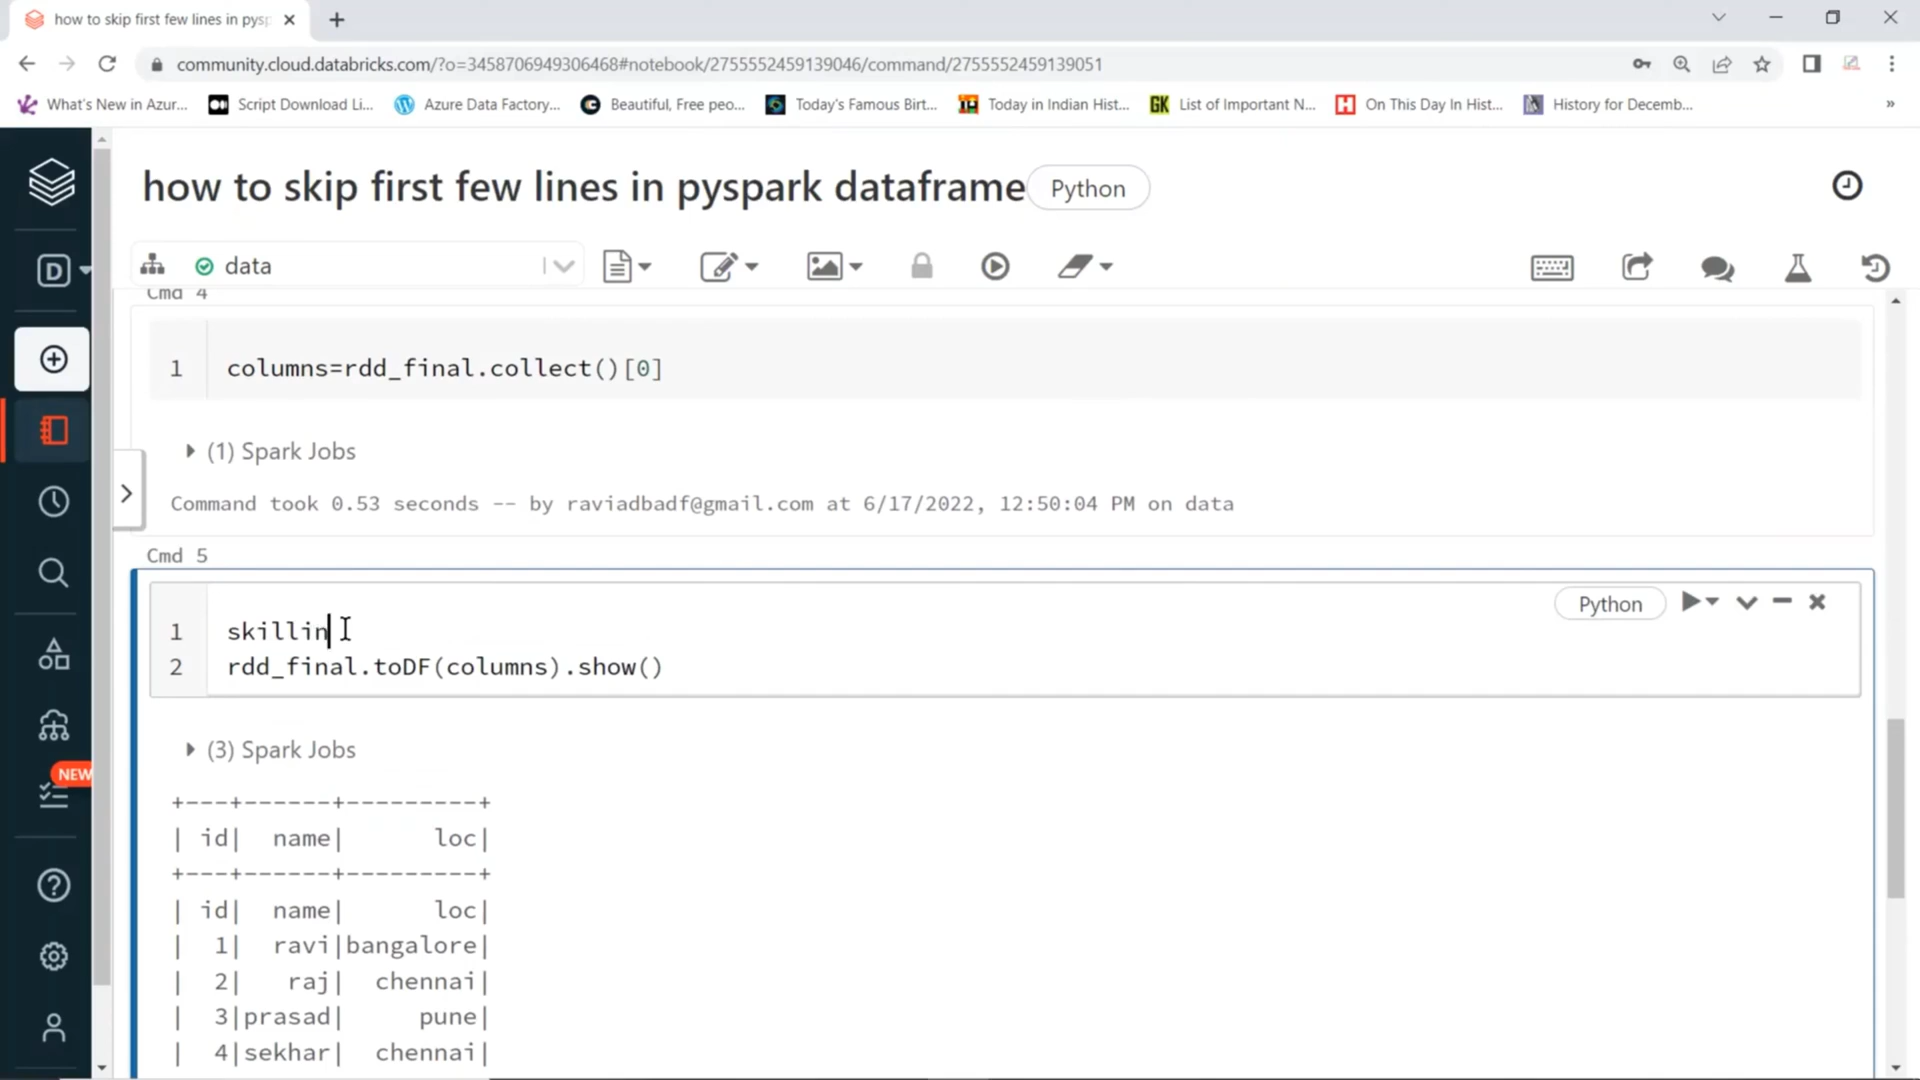 how to skip first few lines in pysp
community.cloud.databricks.com/?o=3458706949306468#notebook/2755552459139046/command/2755552459139051
What's New in Azur...
Script Download Li...
Azure Data Factory...
Beautiful, Free peo...
Today's Famous Birt...
Today in Indian Hist...
GK
List of Important N...
H
On This Day In Hist...
History for Decemb...
»
how to skip first few lines in pyspark dataframe
Python
D
data
Cmd 4
1 columns=rdd_final.collect()[0]
(1) Spark Jobs
Command took 0.53 seconds -- by raviadbadf@gmail.com at 6/17/2022, 12:50:04 PM on data
Cmd 5
Python
1 skillin
2 rdd_final.toDF(columns).show()
(3) Spark Jobs
NEW
+---+------+---------+
| id|  name|      loc|
+---+------+---------+
| id|  name|      loc|
|  1|  ravi|bangalore|
|  2|   raj|  chennai|
|  3|prasad|     pune|
|  4|sekhar|  chennai|